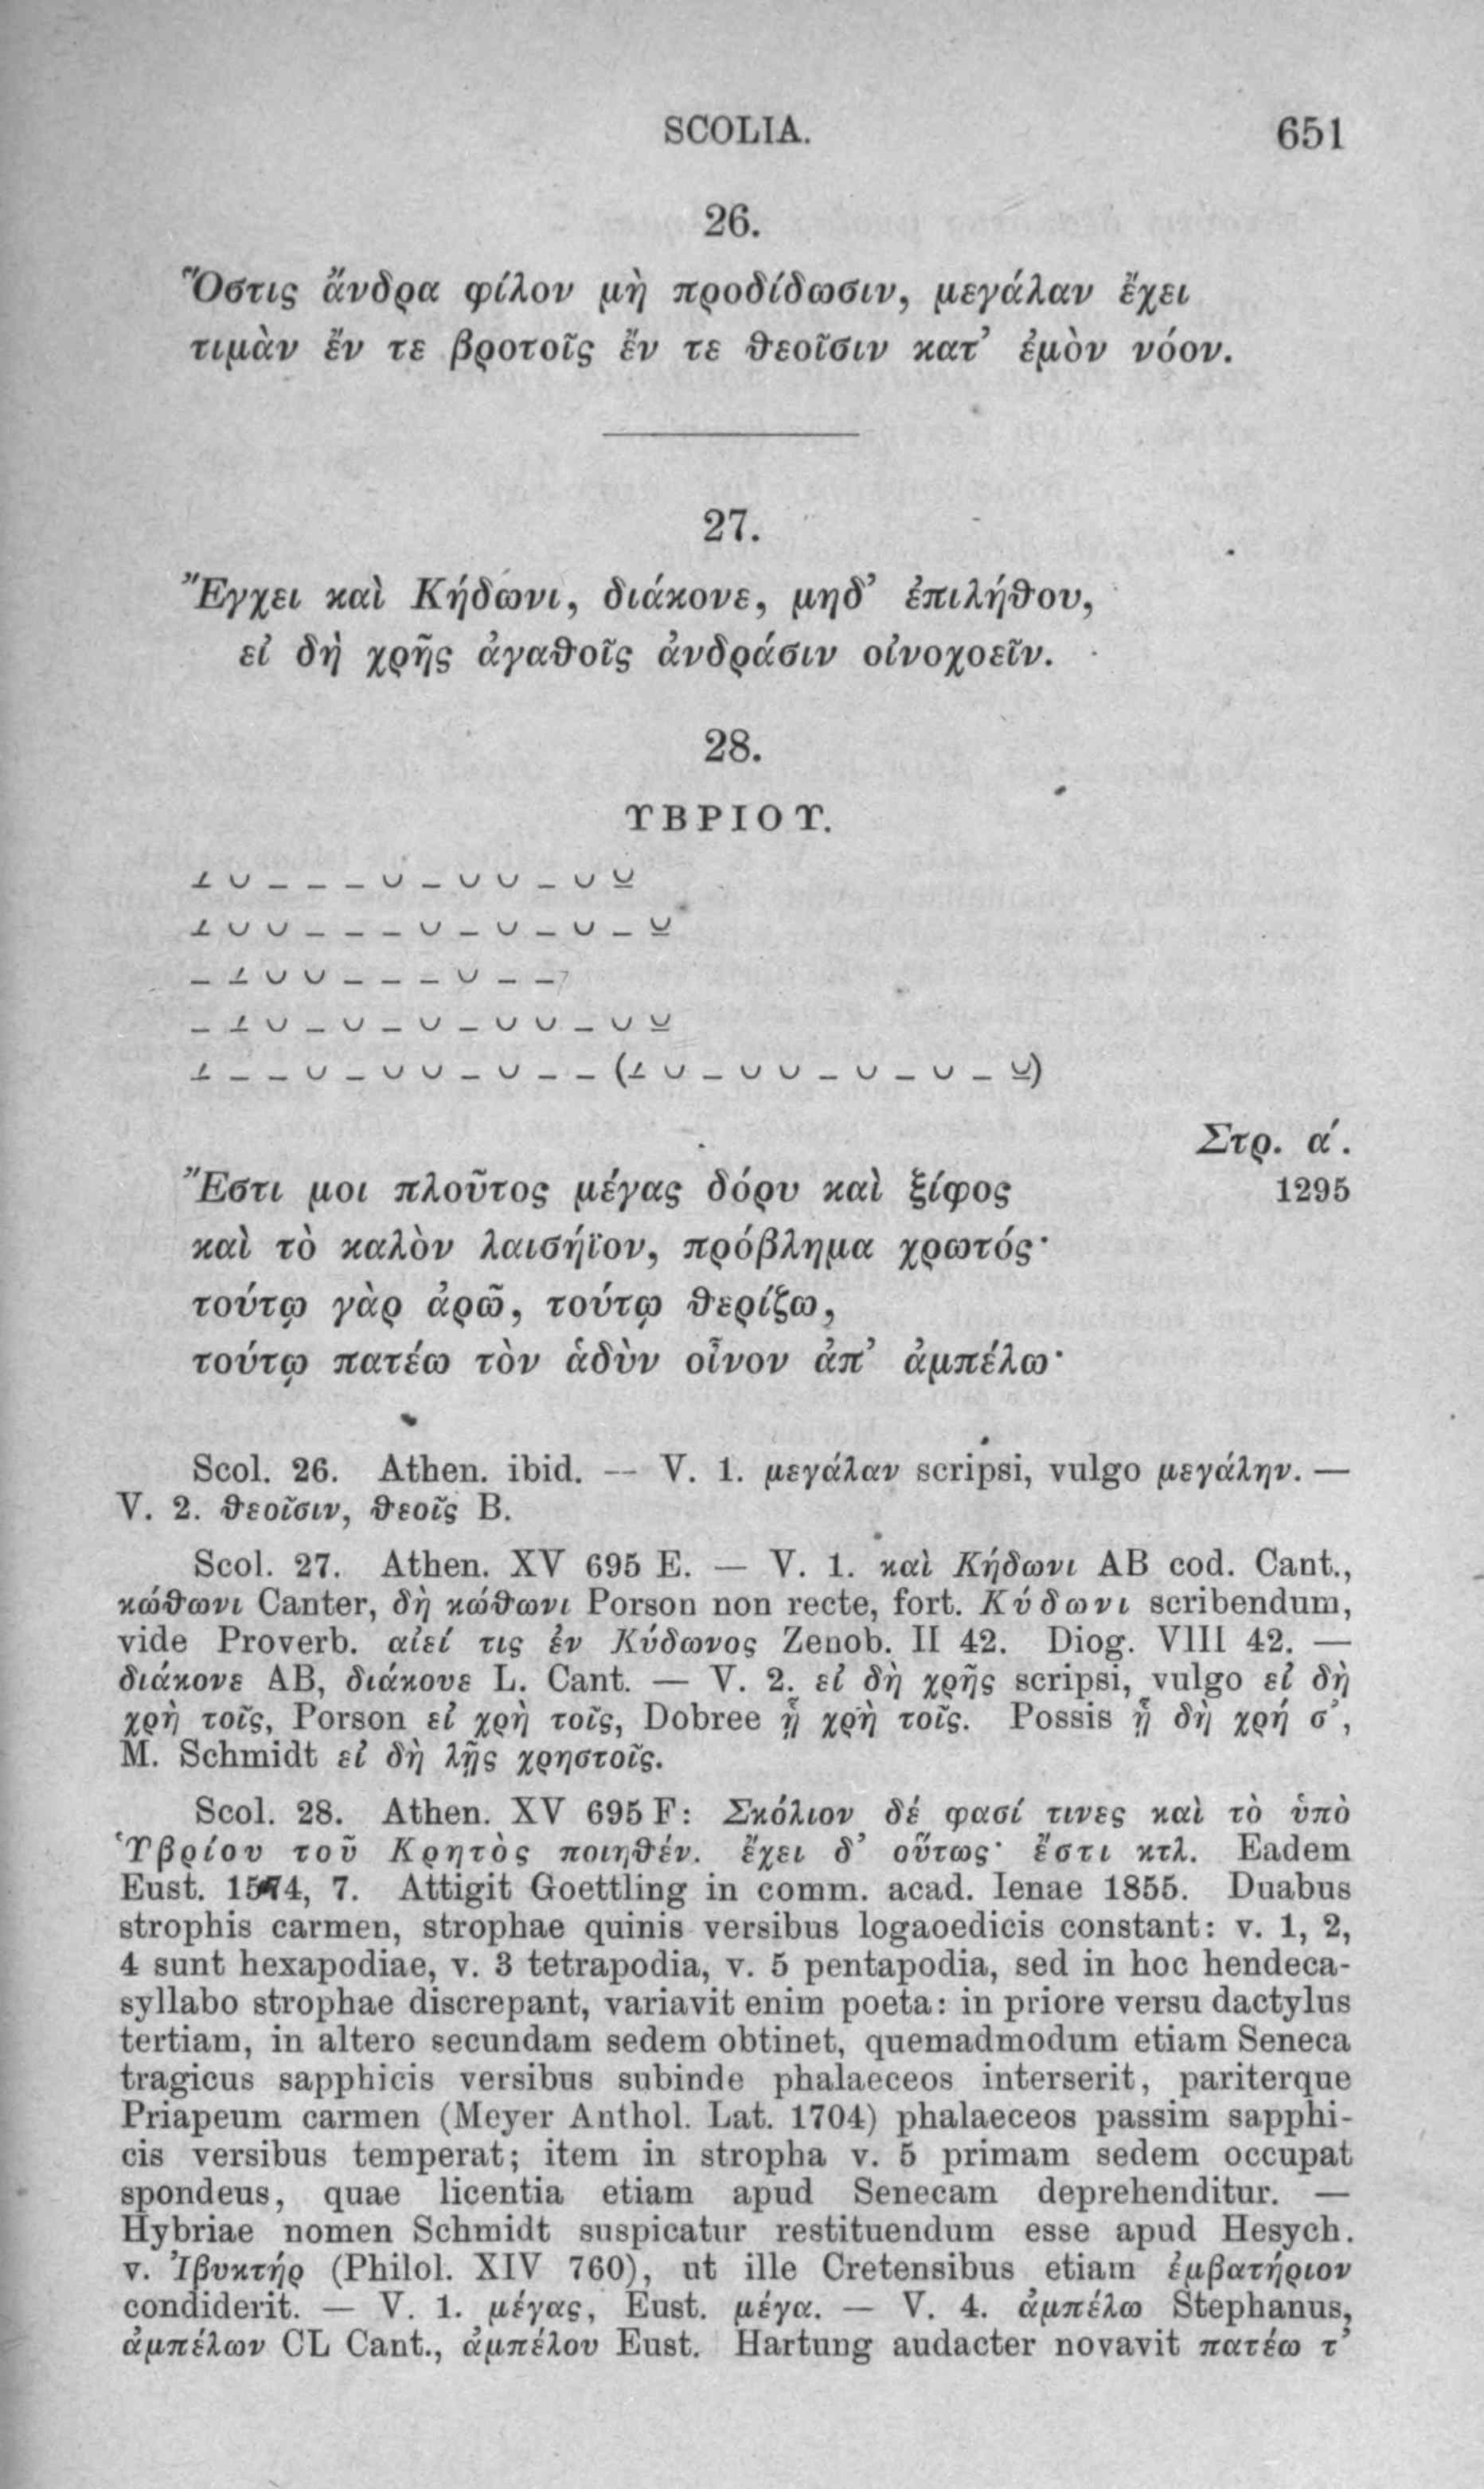 SCOLIA. 651
26.
Ὅστις ἄνδρα φίλον μὴ προδίδωσιν, μεγάλαν ἔχει
τιμὰν ἔν τε βροτοῖς ἔν τε θεοῖσιν κατ’ ἐμὸν νόον.
27.
Ἔγχει καὶ Κήδωνι, διάκονε, μηδ’ ἐπιλήθου,
εἰ δὴ χρῆς ἀγαθοῖς ἀνδράσιν οἰνοχοεῖν.
28.
ΥΒΡΙΟΥ.
⊥ ∪ – – – ∪ – ∪ ∪ – ∪ ⊻
⊥ ∪ ∪ – – – ∪ – ∪ – ∪ – ⊻
– ⊥ ∪ ∪ – – – ∪ – –
– ⊥ ∪ – ∪ – ∪ – ∪ ∪ – ∪ ⊻
⊥ – – ∪ – ∪ ∪ – ∪ – – (⊥ ∪ – ∪ ∪ – ∪ – ∪ – ⊻)
Στρ. α΄.
Ἔστι μοι πλοῦτος μέγας δόρυ καὶ ξίφος 1295
καὶ τὸ καλὸν λαισήϊον, πρόβλημα χρωτός·
τούτῳ γὰρ ἀρῶ, τούτῳ θερίζω,
τούτῳ πατέω τὸν ἁδὺν οἶνον ἀπ’ ἀμπέλω·
Scol. 26. Athen. ibid. — V. 1. μεγάλαν scripsi, vulgo μεγάλην. —
V. 2. θεοῖσιν, θεοῖς B.
Scol. 27. Athen. XV 695 E. — V. 1. καὶ Κήδωνι AB cod. Cant.,
κώθωνι Canter, δὴ κώθωνι Porson non recte, fort. Κύδωνι scribendum,
vide Proverb. αἰεί τις ἐν Κύδωνος Zenob. II 42. Diog. VIII 42. —
διάκονε AB, διάκουε L. Cant. — V. 2. εἰ δὴ χρῆς scripsi, vulgo εἰ δὴ
χρὴ τοῖς, Porson εἰ χρὴ τοῖς, Dobree ᾗ χρὴ τοῖς. Possis ᾗ δὴ χρή σ’,
M. Schmidt εἰ δὴ λῇς χρηστοῖς.
Scol. 28. Athen. XV 695 F: Σκόλιον δέ φασί τινες καὶ τὸ ὑπὸ
Ὑβρίου τοῦ Κρητὸς ποιηθέν. ἔχει δ’ οὕτως· ἔστι κτλ. Eadem
Eust. 1574, 7. Attigit Goettling in comm. acad. Ienae 1855. Duabus
strophis carmen, strophae quinis versibus logaoedicis constant: v. 1, 2,
4 sunt hexapodiae, v. 3 tetrapodia, v. 5 pentapodia, sed in hoc hendeca-
syllabo strophae discrepant, variavit enim poeta: in priore versu dactylus
tertiam, in altero secundam sedem obtinet, quemadmodum etiam Seneca
tragicus sapphicis versibus subinde phalaeceos interserit, pariterque
Priapeum carmen (Meyer Anthol. Lat. 1704) phalaeceos passim sapphi-
cis versibus temperat; item in stropha v. 5 primam sedem occupat
spondeus, quae licentia etiam apud Senecam deprehenditur. —
Hybriae nomen Schmidt suspicatur restituendum esse apud Hesych.
v. Ἰβυκτήρ (Philol. XIV 760), ut ille Cretensibus etiam ἐμβατήριον
condiderit. — V. 1. μέγας, Eust. μέγα. — V. 4. ἀμπέλω Stephanus,
ἀμπέλων CL Cant., ἀμπέλου Eust. Hartung audacter novavit πατέω τ’